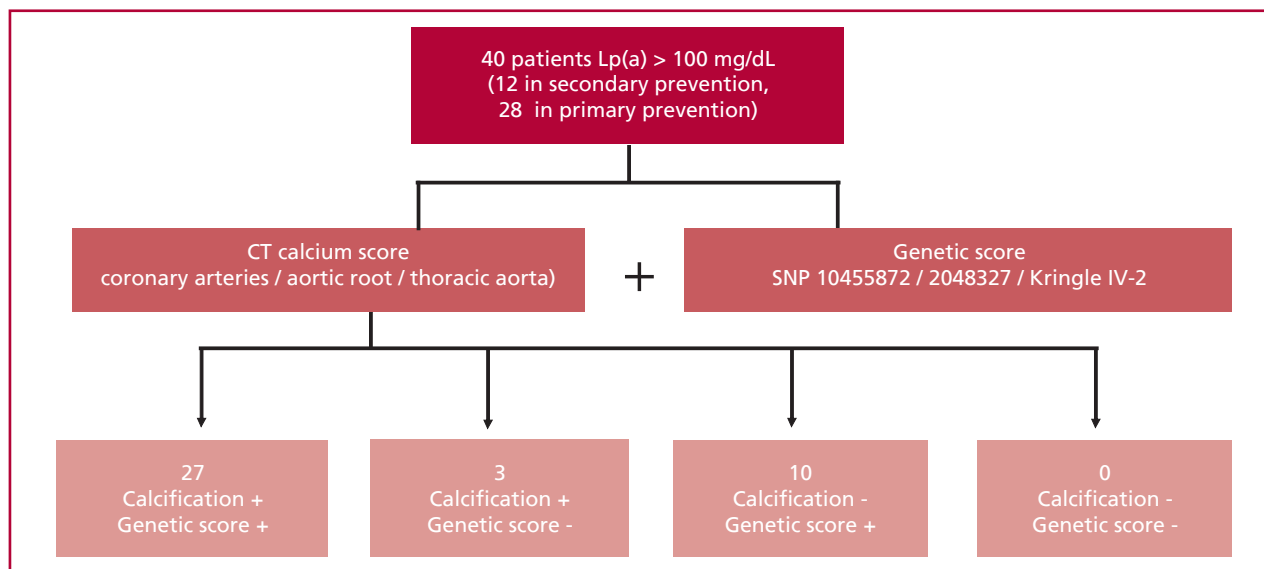 40 patients Lp(a) > 100 mg/dL
(12 in secondary prevention,
28 in primary prevention)
CT calcium score
coronary arteries / aortic root / thoracic aorta)
+
Genetic score
SNP 10455872 / 2048327 / Kringle IV-2
27
Calcification +
Genetic score +
3
Calcification +
Genetic score -
10
Calcification -
Genetic score +
0
Calcification -
Genetic score -